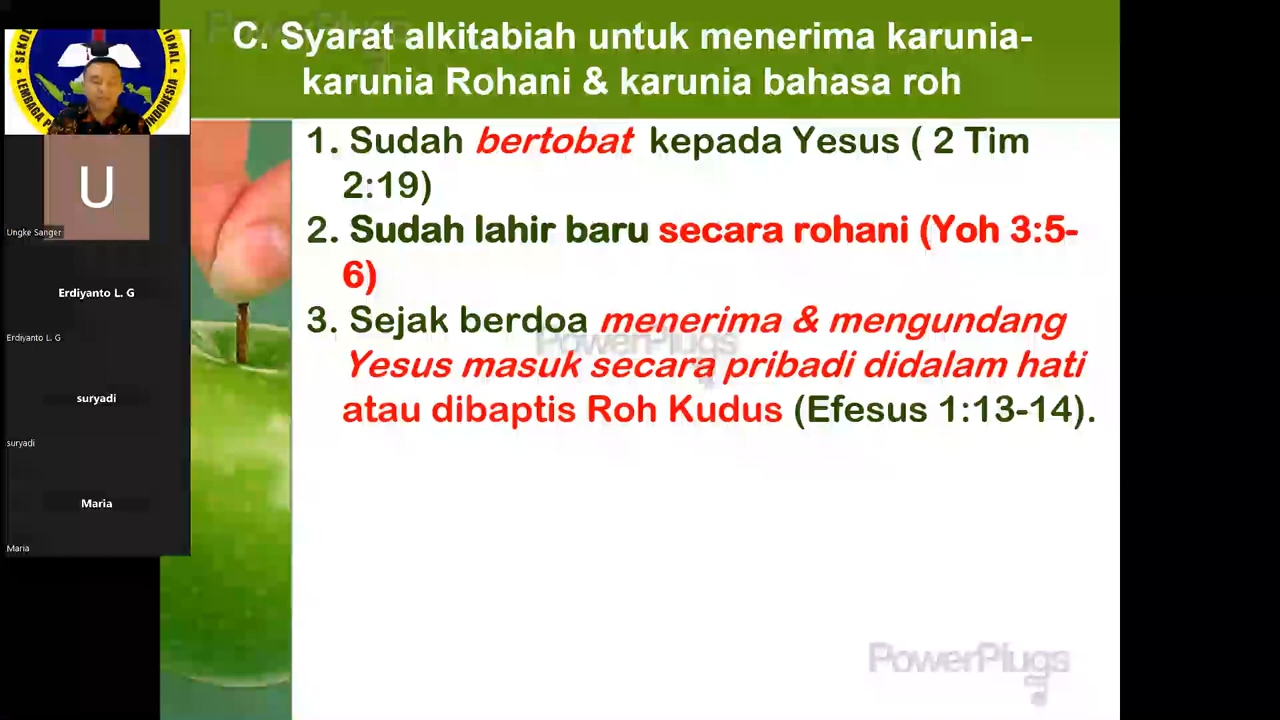 C. Syarat alkitabiah untuk menerima karunia-
karunia Rohani & karunia bahasa roh
1. Sudah bertobat kepada Yesus ( 2 Tim
2:19)
2. Sudah lahir baru secara rohani (Yoh 3:5-
6)
3. Sejak berdoa menerima & mengundang
Yesus masuk secara pribadi didalam hati
atau dibaptis Roh Kudus (Efesus 1:13-14).
PowerPlugs
PowerPlugs
U
Ungke Sanger
Erdiyanto L. G
Erdiyanto L. G
suryadi
suryadi
Maria
Maria
LEMBAGA
INDONESIA